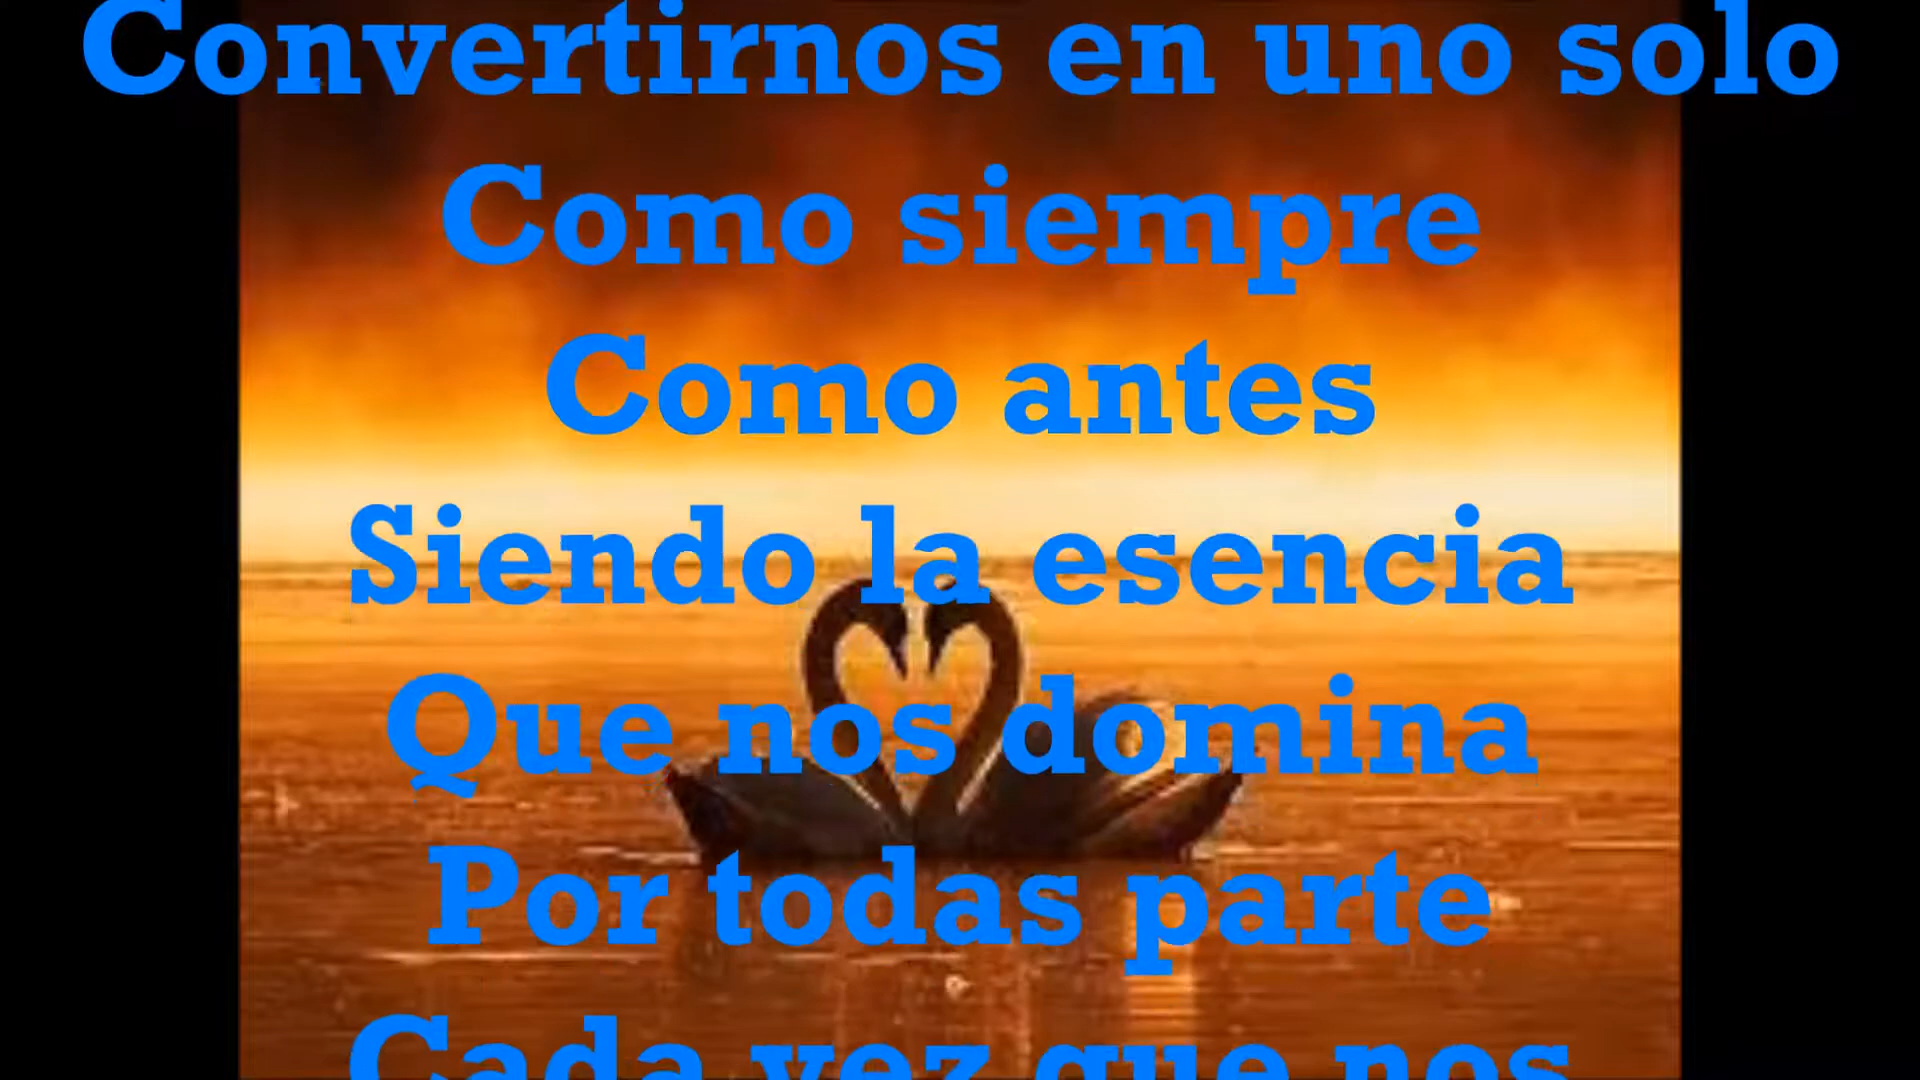 Convertirnos en uno solo
Como siempre
Como antes
Siendo la esencia
Que nos domina
Por todas parte
Cada vez que nos